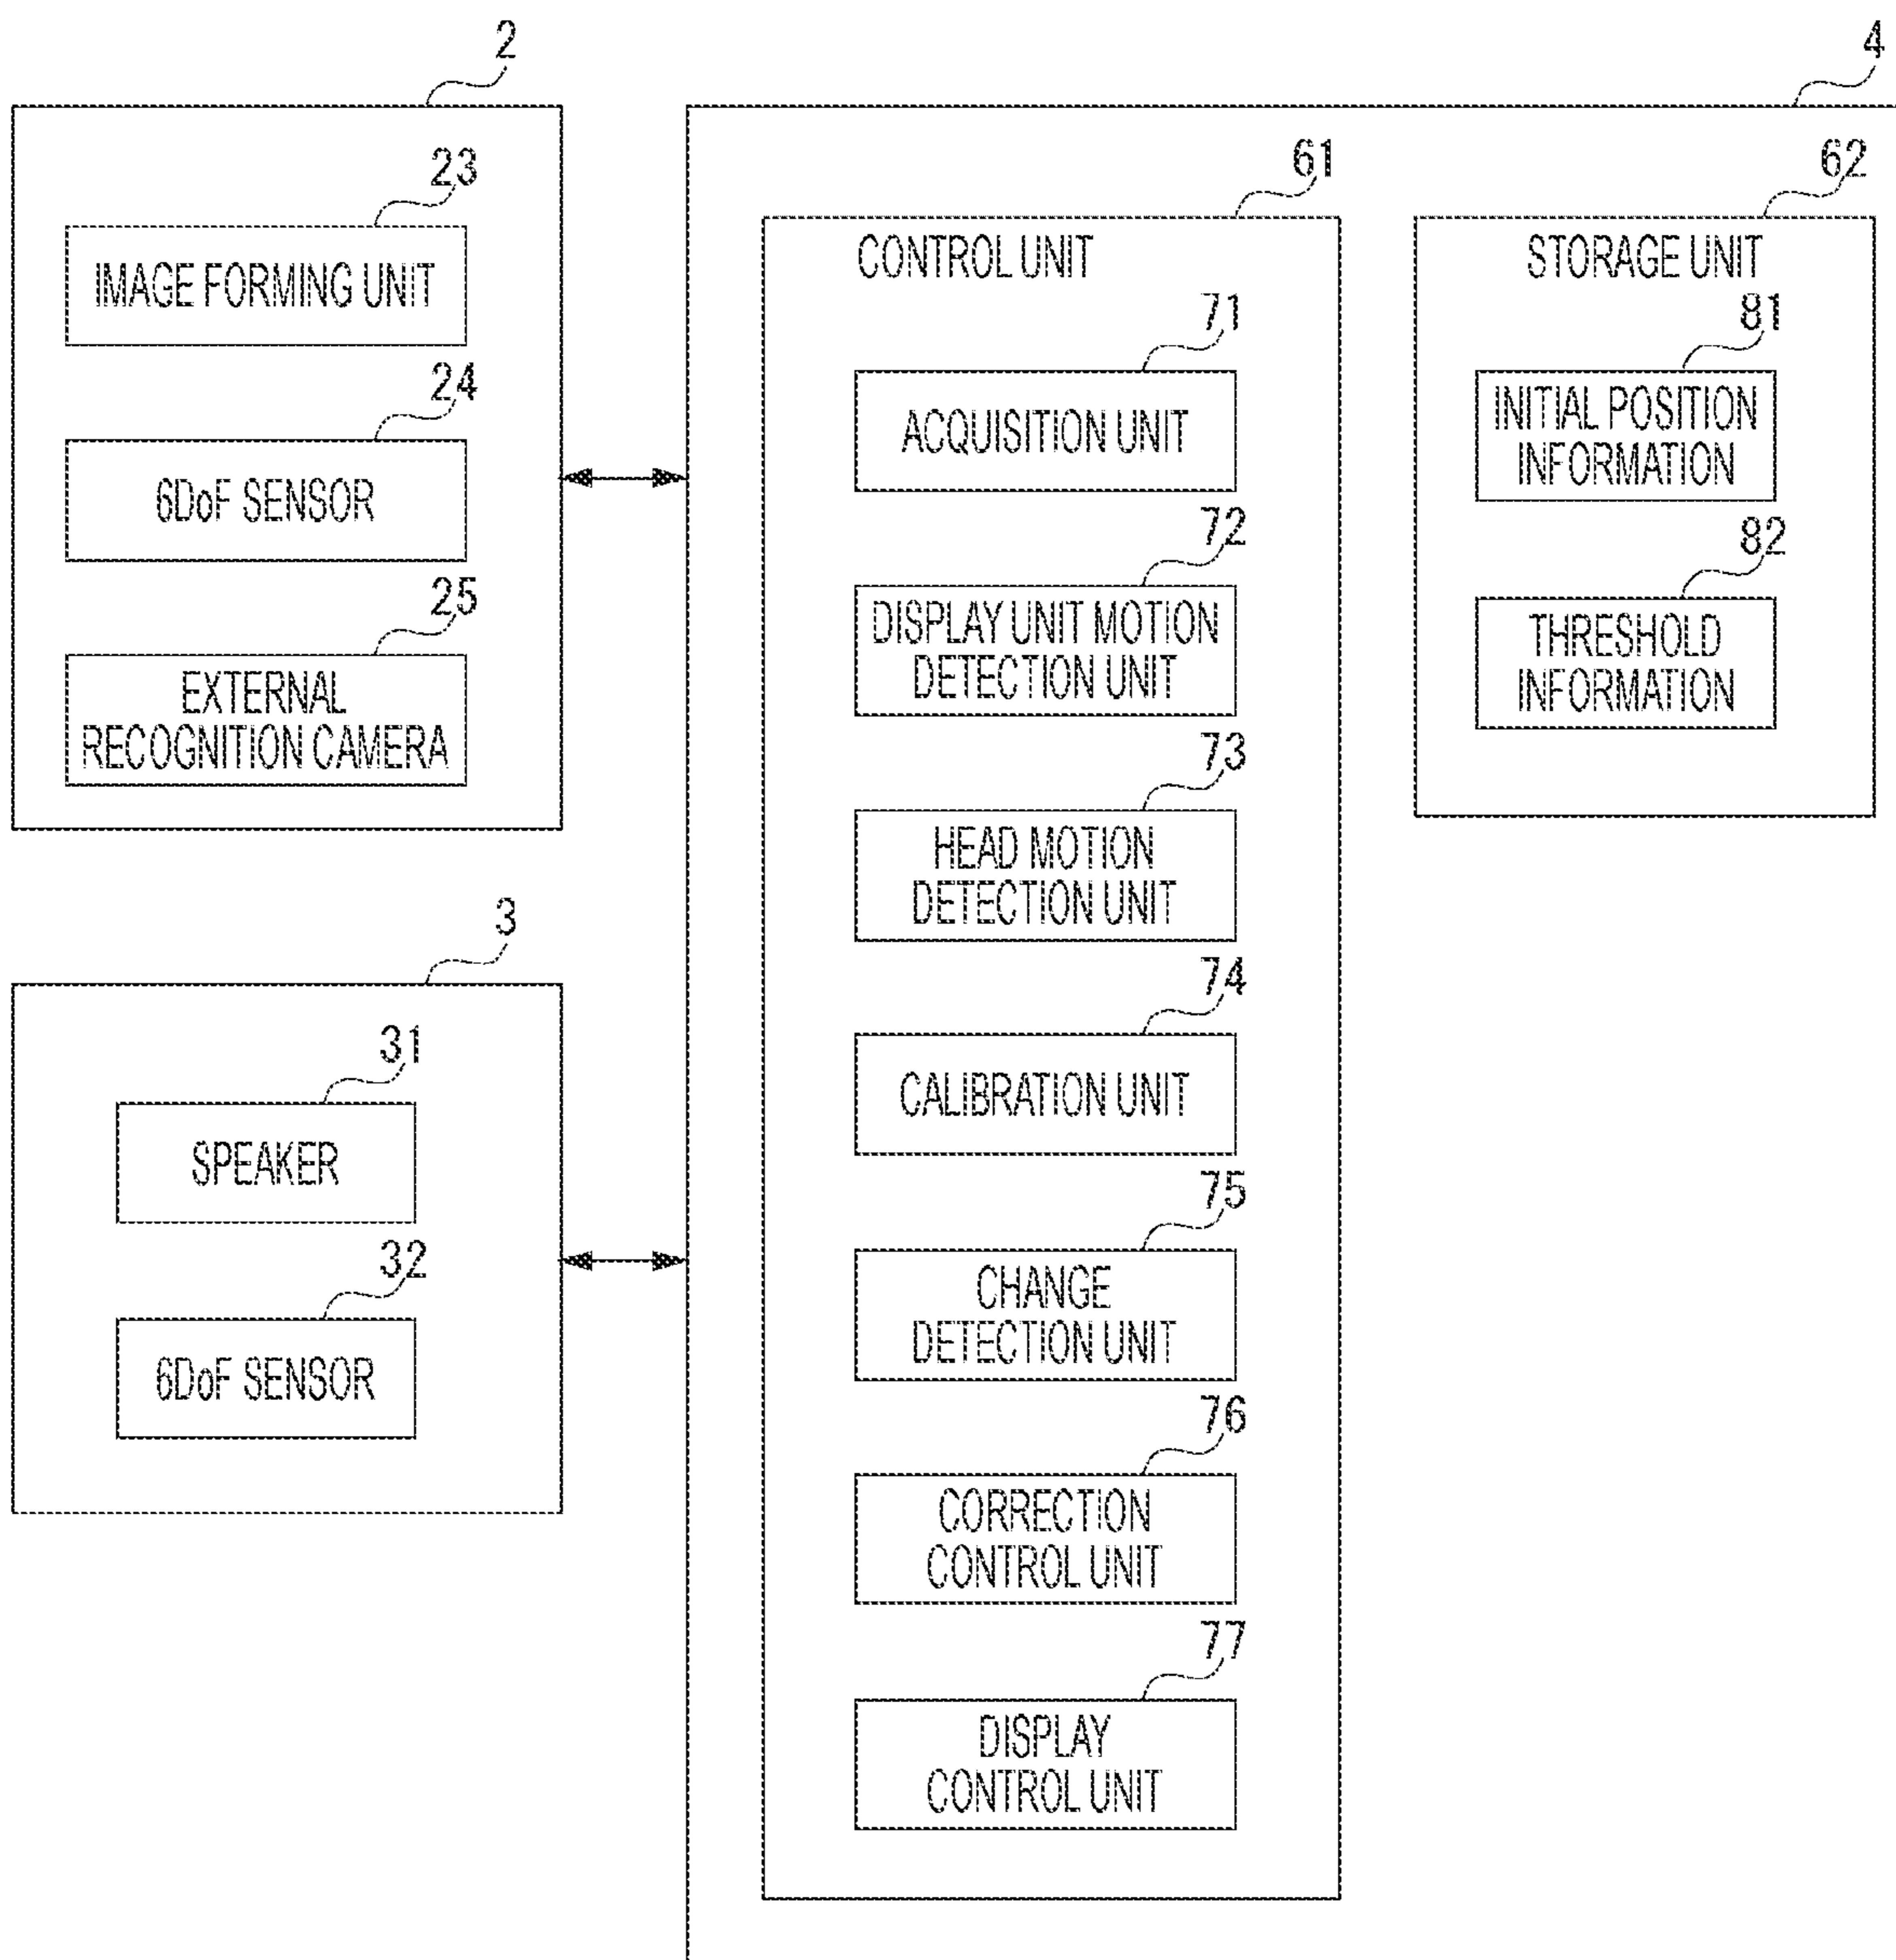 2
23
IMAGE FORMING UNIT
24
6DoF SENSOR
25
EXTERNAL
RECOGNITION CAMERA
3
31
SPEAKER
32
6DoF SENSOR
4
61
CONTROL UNIT
71
ACQUISITION UNIT
72
DISPLAY UNIT MOTION
DETECTION UNIT
73
HEAD MOTION
DETECTION UNIT
74
CALIBRATION UNIT
75
CHANGE
DETECTION UNIT
76
CORRECTION
CONTROL UNIT
77
DISPLAY
CONTROL UNIT
62
STORAGE UNIT
81
INITIAL POSITION
INFORMATION
82
THRESHOLD
INFORMATION